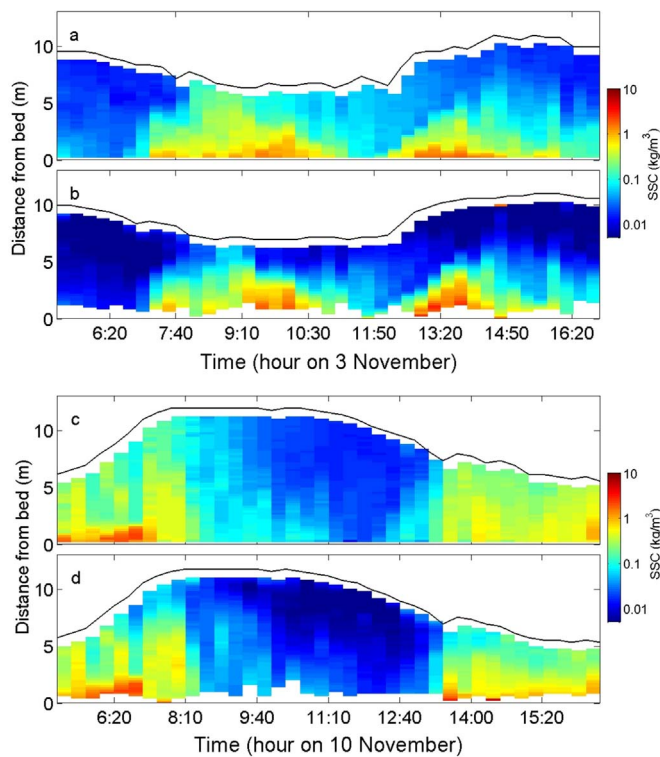 a
10
5
0
b
10
5
0
6:20 7:40 9:10 10:30 11:50 13:20 14:50 16:20
Time (hour on 3 November)
Distance from bed (m)
10
1
0.1
0.01
SSC (kg/m³)
c
10
5
0
d
10
5
0
6:20 8:10 9:40 11:10 12:40 14:00 15:20
Time (hour on 10 November)
Distance from bed (m)
10
1
0.1
0.01
SSC (kg/m³)